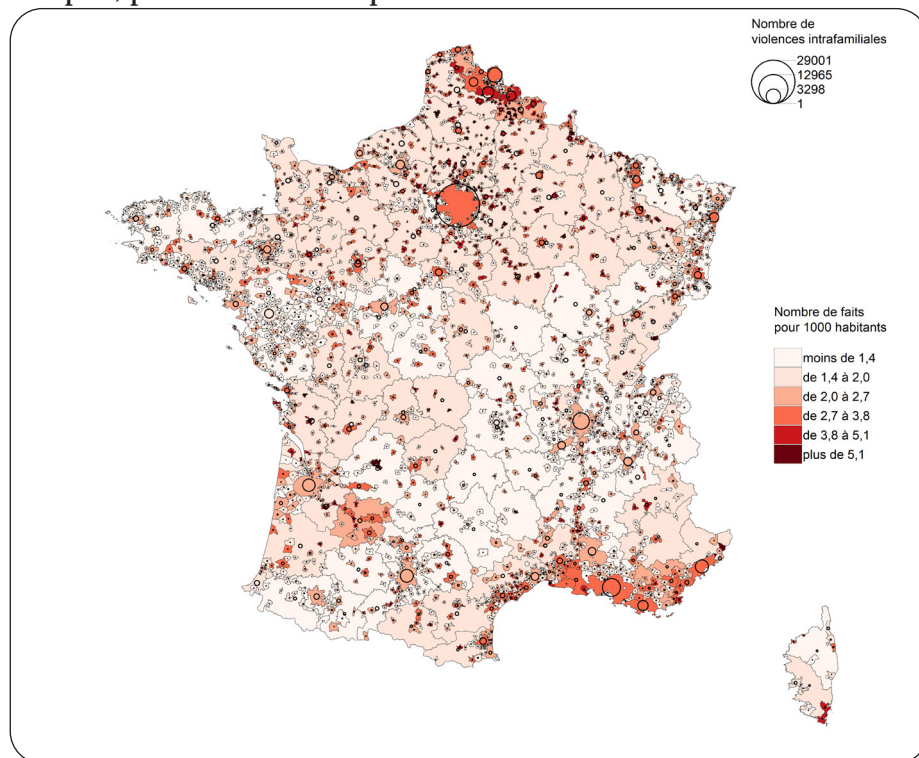 Nombre de
violences intrafamiliales
29001
12965
3298
1
Nombre de faits
pour 1000 habitants
moins de 1,4
de 1,4 à 2,0
de 2,0 à 2,7
de 2,7 à 3,8
de 3,8 à 5,1
plus de 5,1